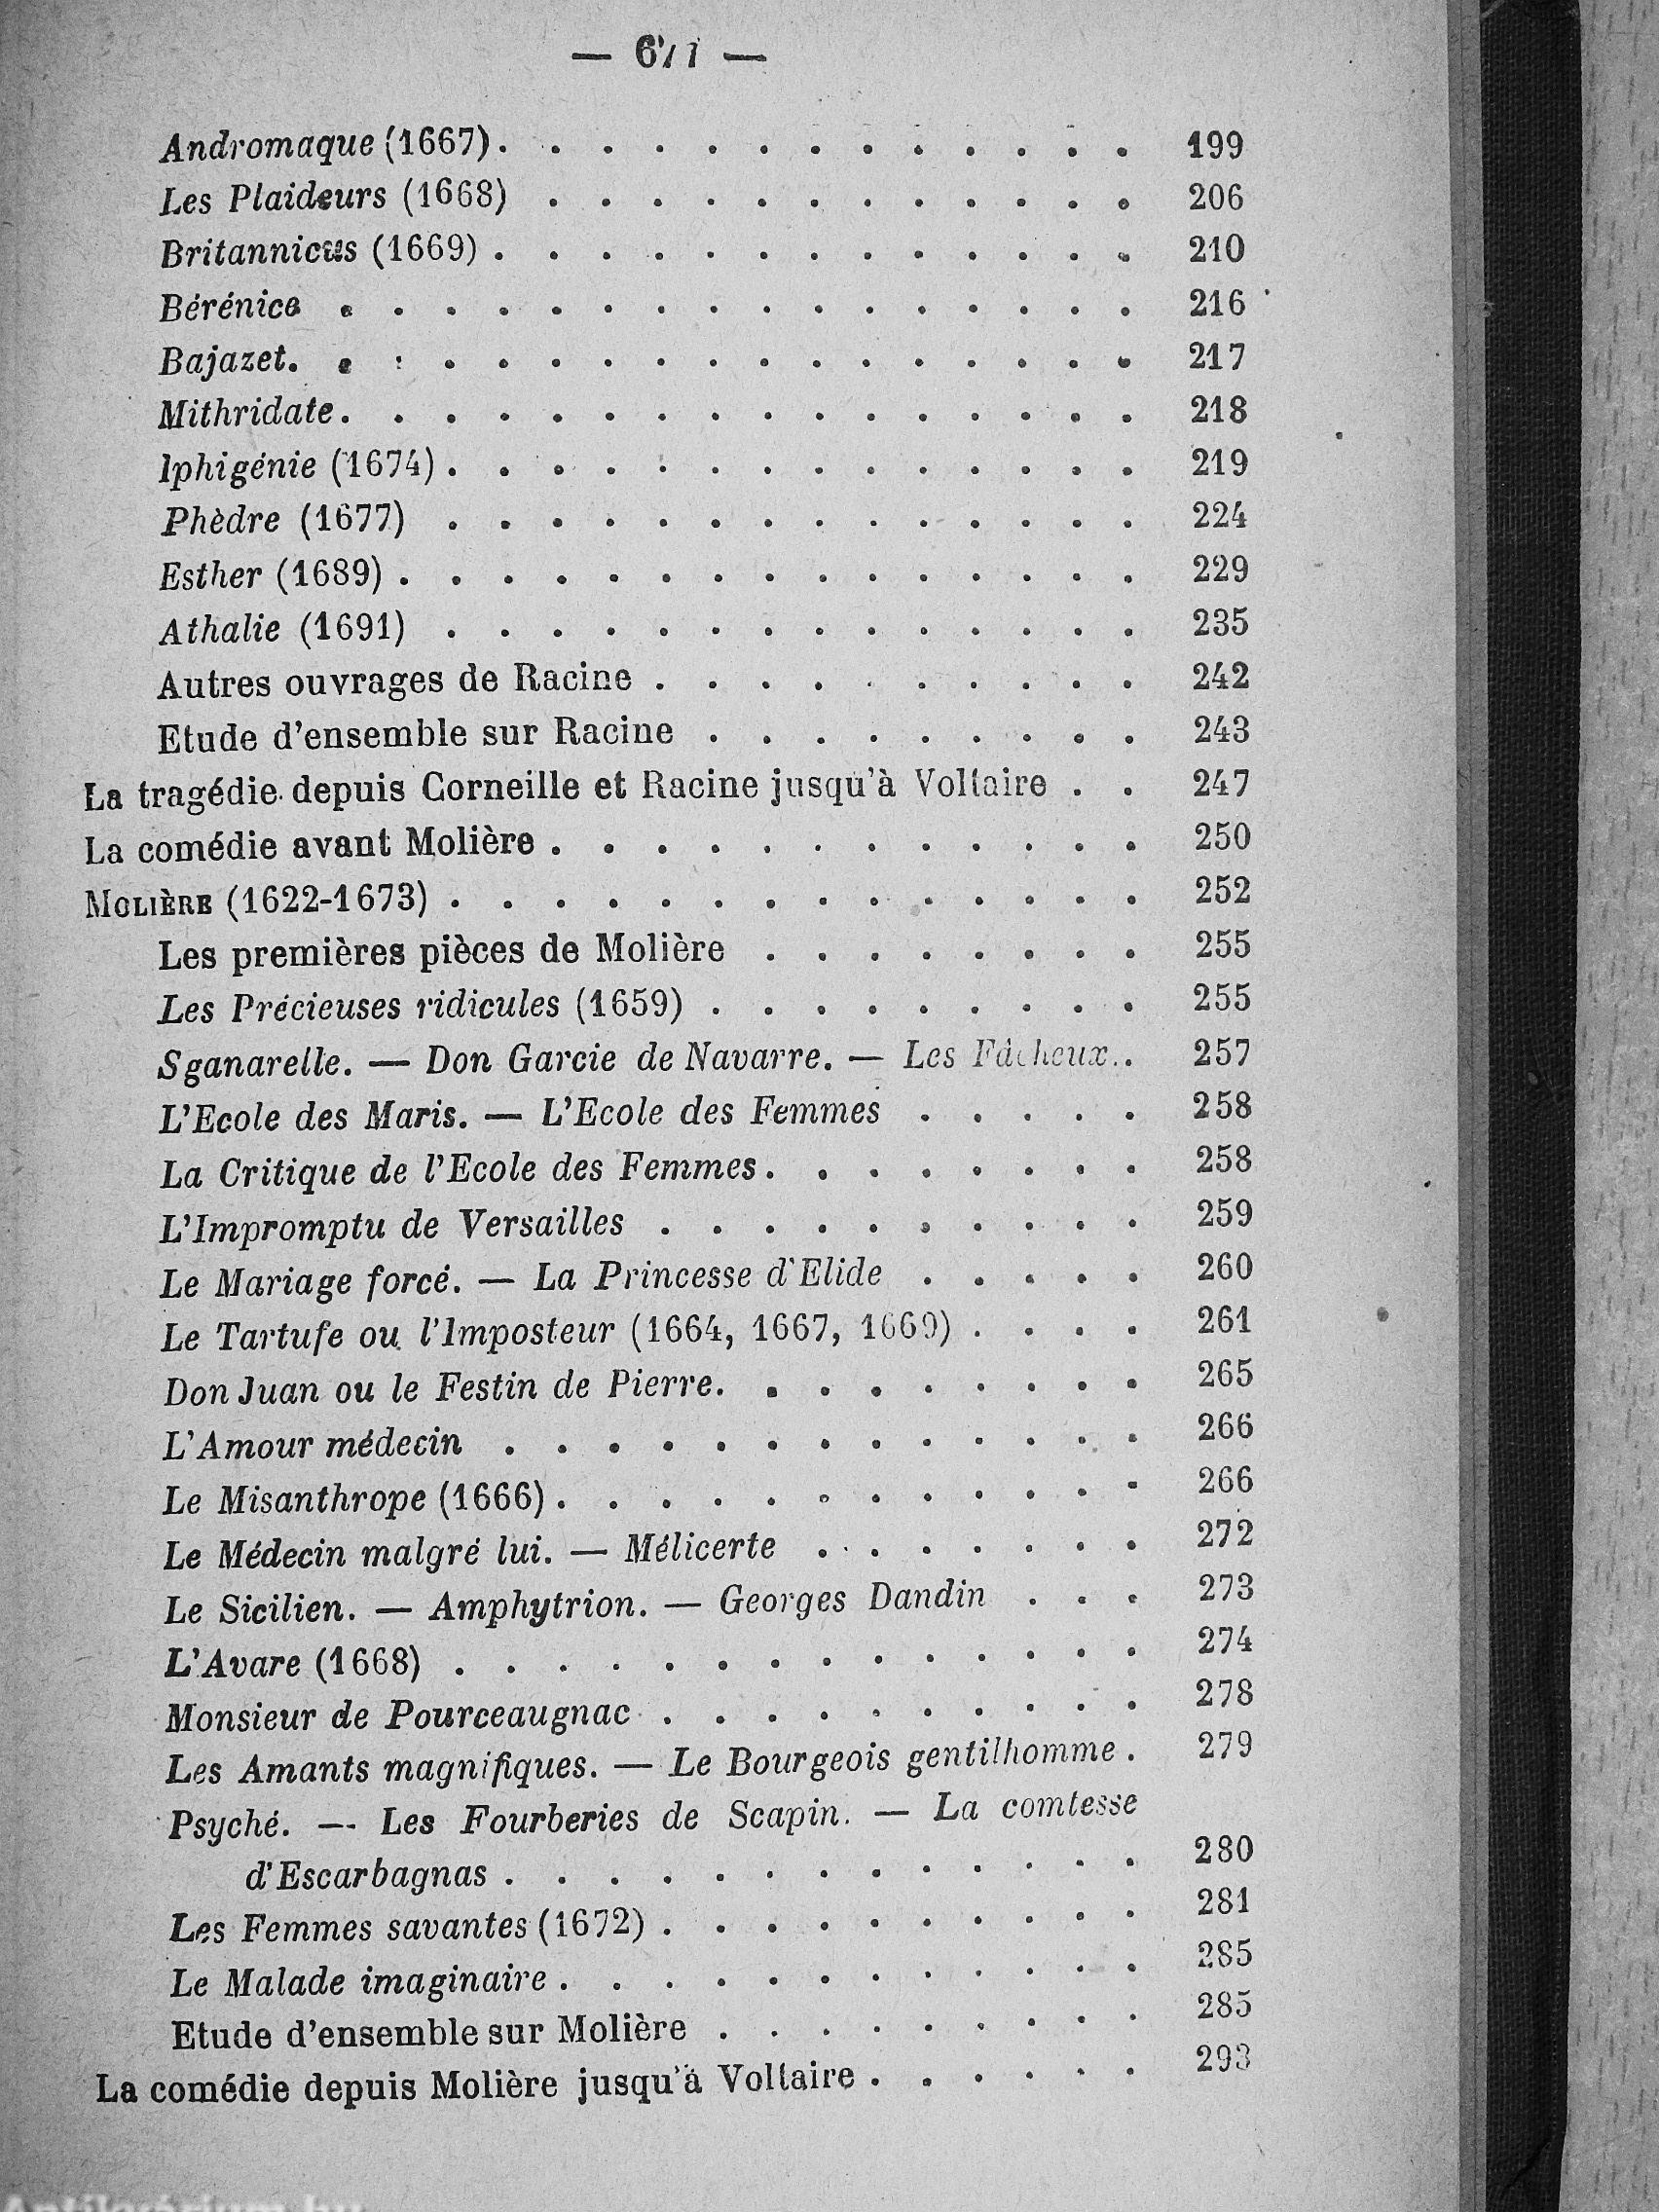 Andromaque (1667). . . . . . . . . . . . . 199
Les Plaideurs (1668) . . . . . . . . . . . . 206
Britannicus (1669) . . . . . . . . . . . . . 210
Bérénice . . . . . . . . . . . . . . . . 216
Bajazet. . . . . . . . . . . . . . . . . 217
Mithridate. . . . . . . . . . . . . . . . 218
Iphigénie (1674) . . . . . . . . . . . . . . 219
Phèdre (1677) . . . . . . . . . . . . . . 224
Esther (1689) . . . . . . . . . . . . . . . 229
Athalie (1691) . . . . . . . . . . . . . . 235
Autres ouvrages de Racine . . . . . . . . . . 242
Etude d'ensemble sur Racine . . . . . . . . . 243
La tragédie depuis Corneille et Racine jusqu'à Voltaire . . 247
La comédie avant Molière . . . . . . . . . . . . 250
MOLIÈRE (1622-1673) . . . . . . . . . . . . . . 252
Les premières pièces de Molière . . . . . . . . 255
Les Précieuses ridicules (1659) . . . . . . . . . 255
Sganarelle. — Don Garcie de Navarre. — Les Fâcheux.. 257
L'Ecole des Maris. — L'Ecole des Femmes . . . . . 258
La Critique de l'Ecole des Femmes. . . . . . . . 258
L'Impromptu de Versailles . . . . . . . . . . 259
Le Mariage forcé. — La Princesse d'Elide . . . . . 260
Le Tartufe ou l'Imposteur (1664, 1667, 1669) . . . . 261
Don Juan ou le Festin de Pierre. . . . . . . . . 265
L'Amour médecin . . . . . . . . . . . . . 266
Le Misanthrope (1666) . . . . . . . . . . . . 266
Le Médecin malgré lui. — Mélicerte . . . . . . . 272
Le Sicilien. — Amphytrion. — Georges Dandin . . . 273
L'Avare (1668) . . . . . . . . . . . . . . 274
Monsieur de Pourceaugnac . . . . . . . . . . 278
Les Amants magnifiques. — Le Bourgeois gentilhomme . 279
Psyché. — Les Fourberies de Scapin. — La comtesse
d'Escarbagnas . . . . . . . . . . . . . 280
Les Femmes savantes (1672) . . . . . . . . . . 281
Le Malade imaginaire . . . . . . . . . . . . 285
Etude d'ensemble sur Molière . . . . . . . . . 285
La comédie depuis Molière jusqu'à Voltaire . . . . . . 293